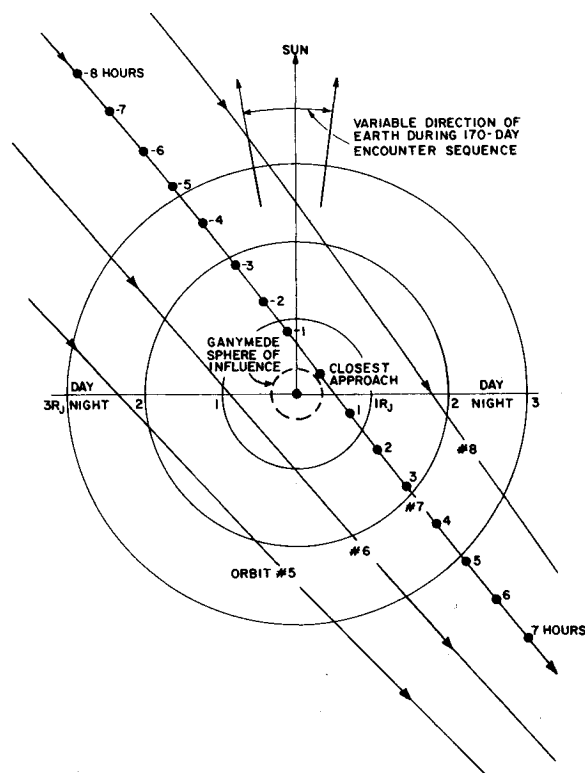 SUN
-8 HOURS
VARIABLE DIRECTION OF
EARTH DURING 170-DAY
ENCOUNTER SEQUENCE
-7
-6
-5
-4
-3
-2
-1
GANYMEDE
SPHERE OF
INFLUENCE
CLOSEST
APPROACH
DAY
DAY
3RJ NIGHT 2 1 1RJ 2 NIGHT 3
1
2
#8
3
#7
4
#6
5
ORBIT #5
6
7 HOURS